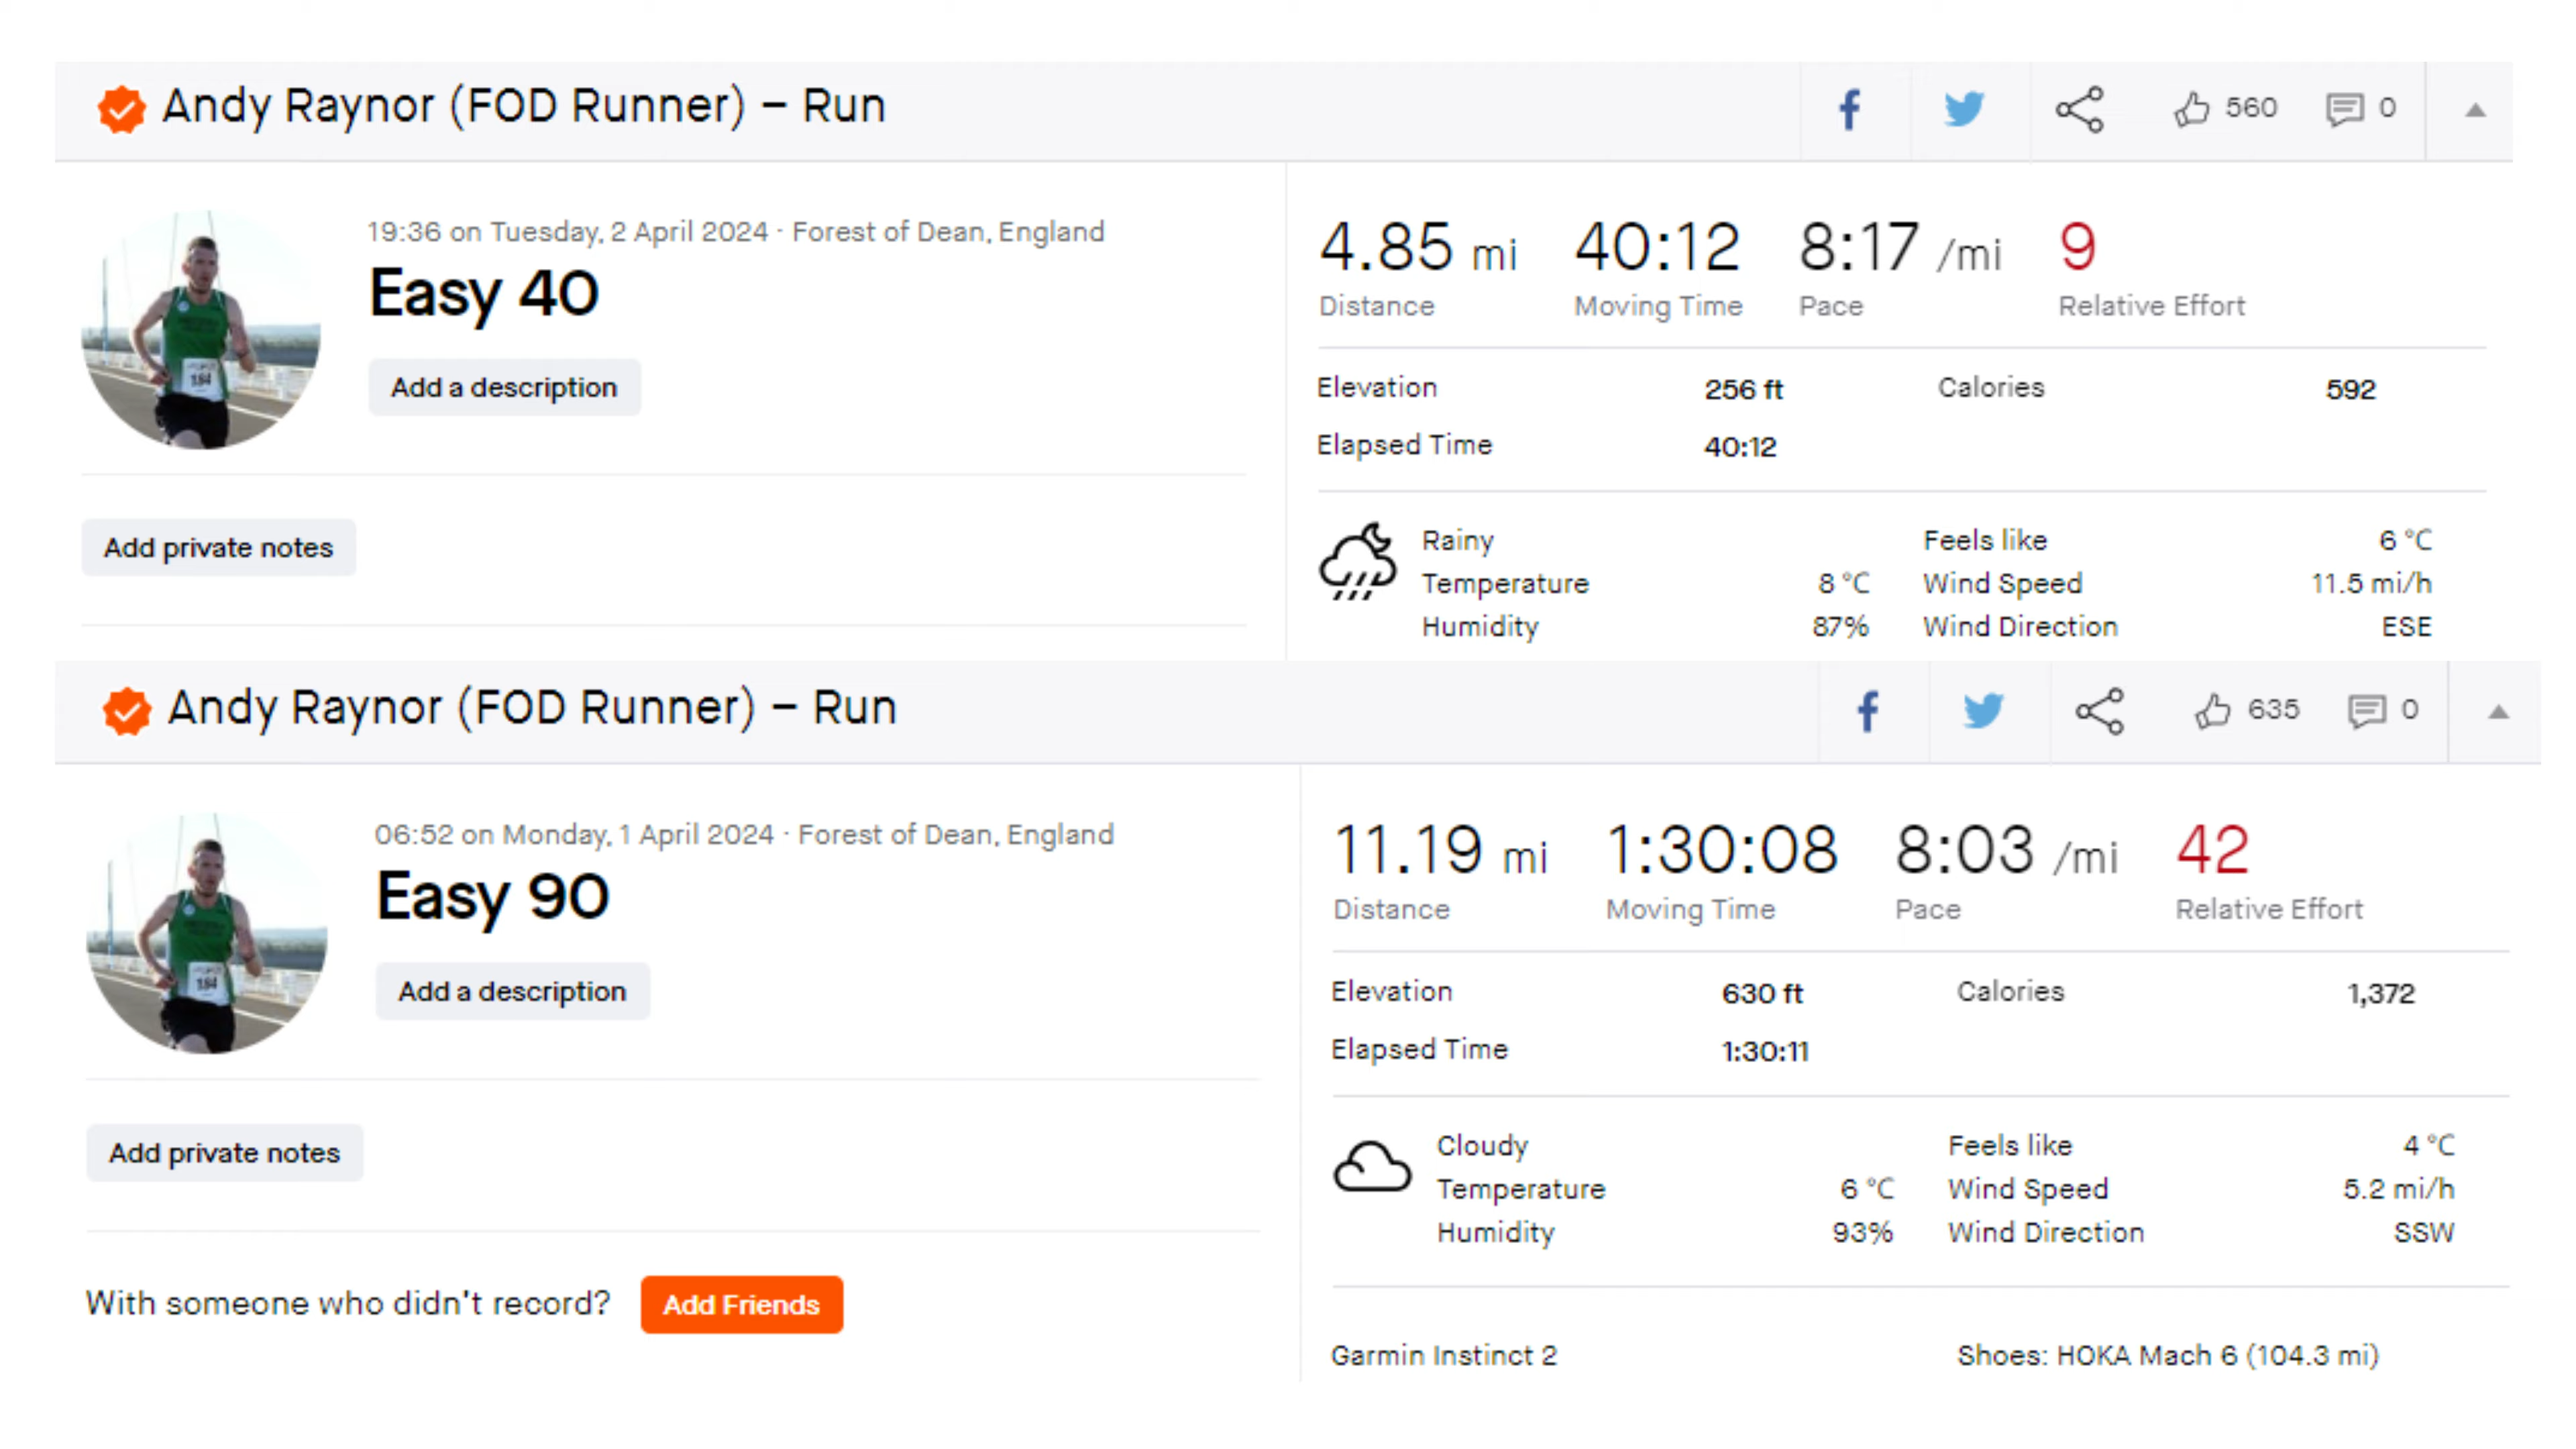 Andy Raynor (FOD Runner) – Run
560
0
19:36 on Tuesday, 2 April 2024 · Forest of Dean, England
Easy 40
Add a description
Add private notes
4.85 mi 40:12 8:17 /mi 9
Distance Moving Time Pace Relative Effort
Elevation 256 ft Calories 592
Elapsed Time 40:12
Rainy Feels like 6 °C
Temperature 8 °C Wind Speed 11.5 mi/h
Humidity 87% Wind Direction ESE
Andy Raynor (FOD Runner) – Run
635
0
06:52 on Monday, 1 April 2024 · Forest of Dean, England
Easy 90
Add a description
Add private notes
With someone who didn't record? Add Friends
11.19 mi 1:30:08 8:03 /mi 42
Distance Moving Time Pace Relative Effort
Elevation 630 ft Calories 1,372
Elapsed Time 1:30:11
Cloudy Feels like 4 °C
Temperature 6 °C Wind Speed 5.2 mi/h
Humidity 93% Wind Direction SSW
Garmin Instinct 2 Shoes: HOKA Mach 6 (104.3 mi)